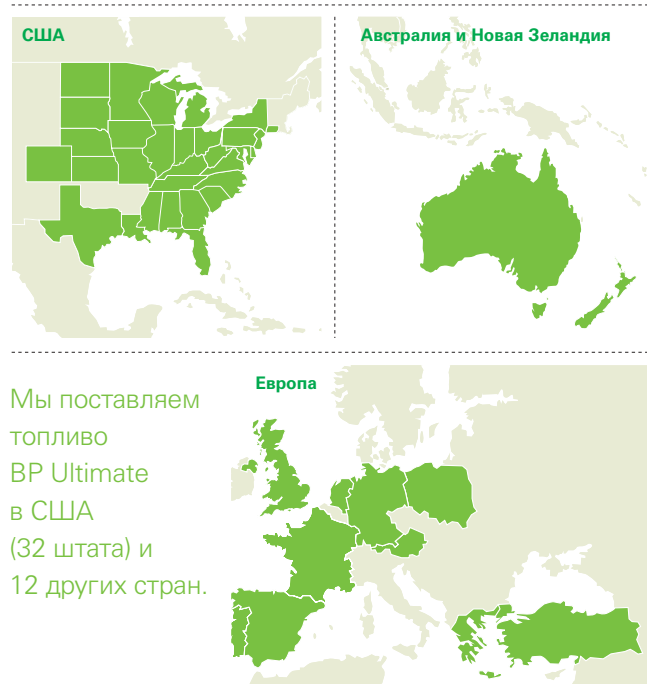 США
Австралия и Новая Зеландия
Европа
Мы поставляем
топливо
BP Ultimate
в США
(32 штата) и
12 других стран.